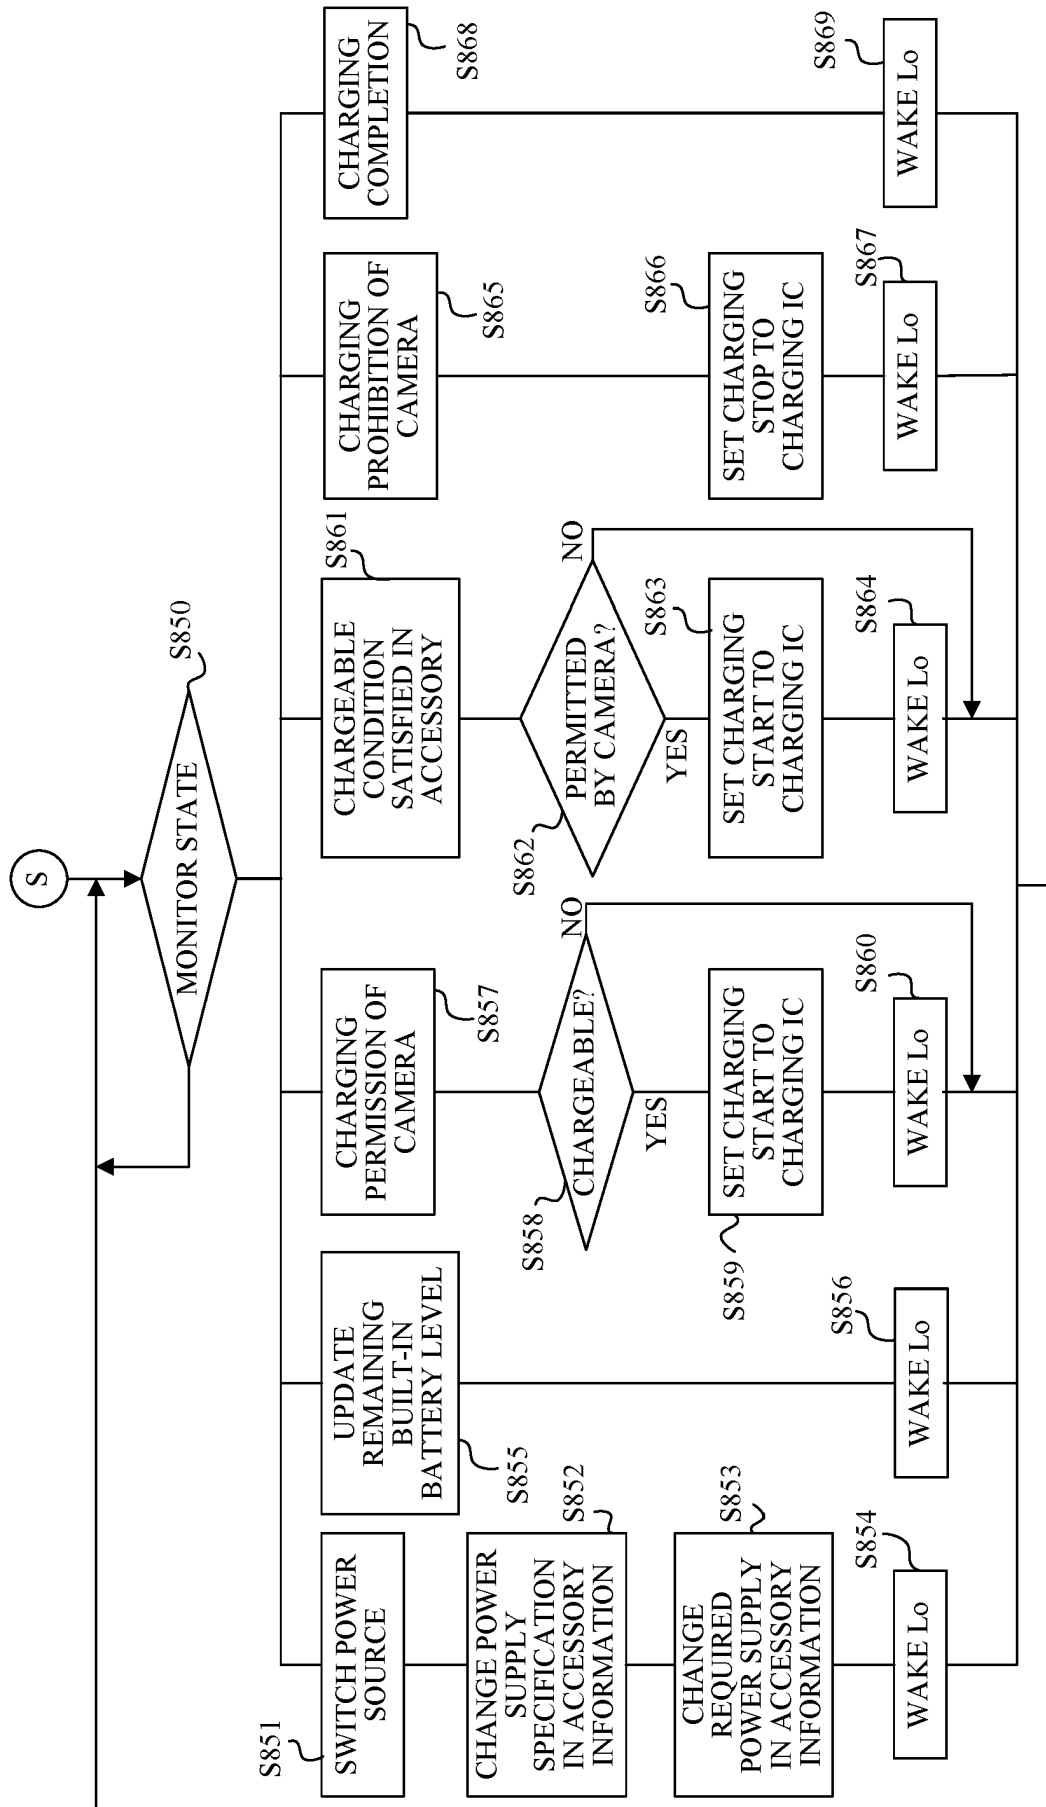 S
MONITOR STATE
S850
S851
SWITCH POWER
SOURCE
CHANGE POWER
SUPPLY
SPECIFICATION
IN ACCESSORY
INFORMATION
S852
CHANGE
REQUIRED
POWER SUPPLY
IN ACCESSORY
INFORMATION
S853
WAKE Lo
S854
UPDATE
REMAINING
BUILT-IN
BATTERY LEVEL
S855
WAKE Lo
S856
CHARGING
PERMISSION OF
CAMERA
S857
CHARGEABLE?
S858
NO
YES
SET CHARGING
START TO
CHARGING IC
S859
WAKE Lo
S860
CHARGEABLE
CONDITION
SATISFIED IN
ACCESSORY
S861
PERMITTED
BY CAMERA?
S862
NO
YES
SET CHARGING
START TO
CHARGING IC
S863
WAKE Lo
S864
CHARGING
PROHIBITION OF
CAMERA
S865
SET CHARGING
STOP TO
CHARGING IC
S866
WAKE Lo
S867
CHARGING
COMPLETION
S868
WAKE Lo
S869